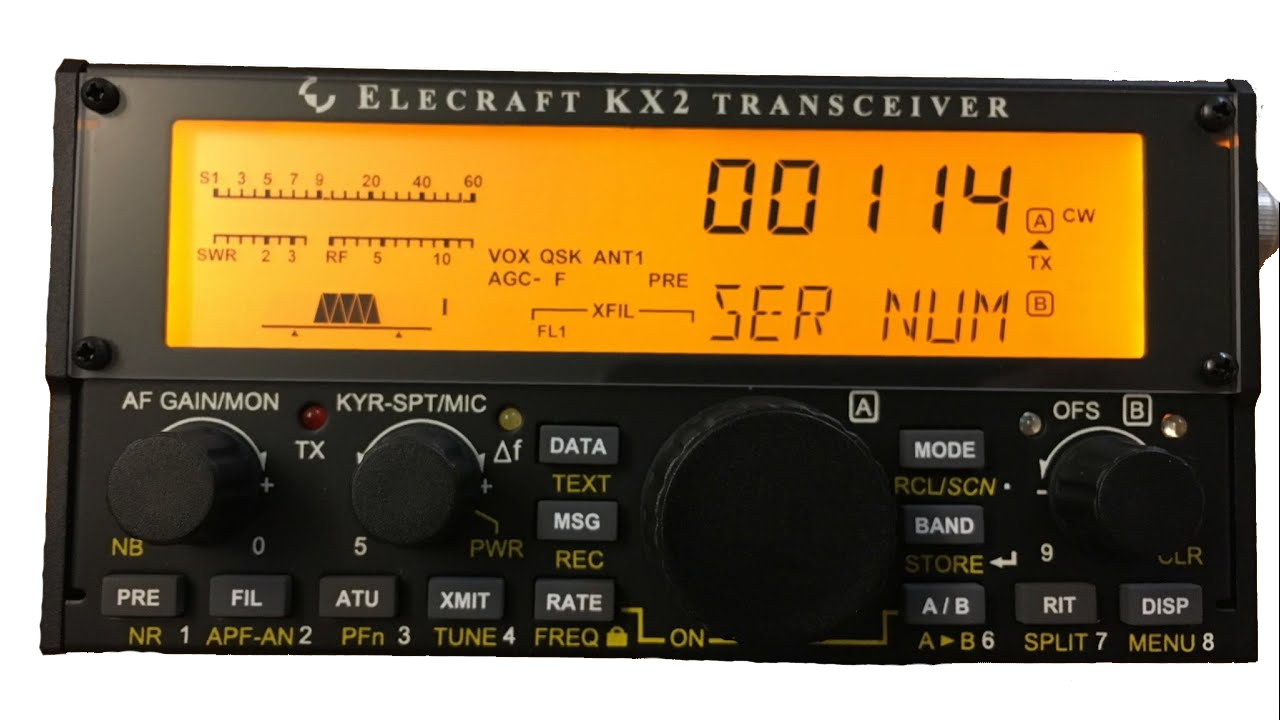 ELECRAFT KX2 TRANSCEIVER
S1 3 5 7 9 20 40 60
00114
A CW
SWR 2 3 RF 5 10
VOX QSK ANT1
TX
AGC- F PRE
XFIL
FL1
SER NUM
B
AF GAIN/MON
TX
KYR-SPT/MIC
Δf
DATA
TEXT
A
MODE
RCL/SCN .
OFS B
+
+
-
MSG
REC
BAND
STORE
NB 0
5 PWR
9 CLR
PRE FIL ATU XMIT RATE A / B RIT DISP
NR 1 APF-AN 2 PFn 3 TUNE 4 FREQ ON A ► B 6 SPLIT 7 MENU 8